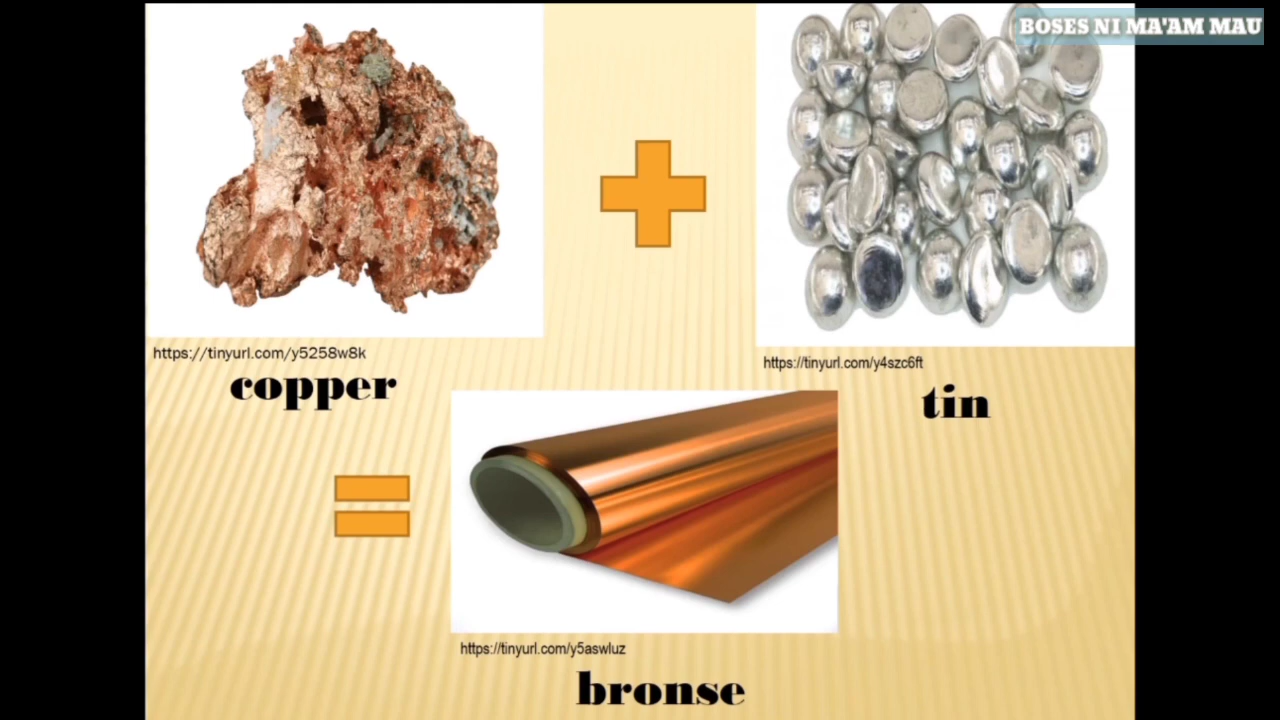 BOSES NI MA'AM MAU
https://tinyurl.com/y5258w8k
https://tinyurl.com/y4szc6ft
copper
tin
https://tinyurl.com/y5aswluz
bronse